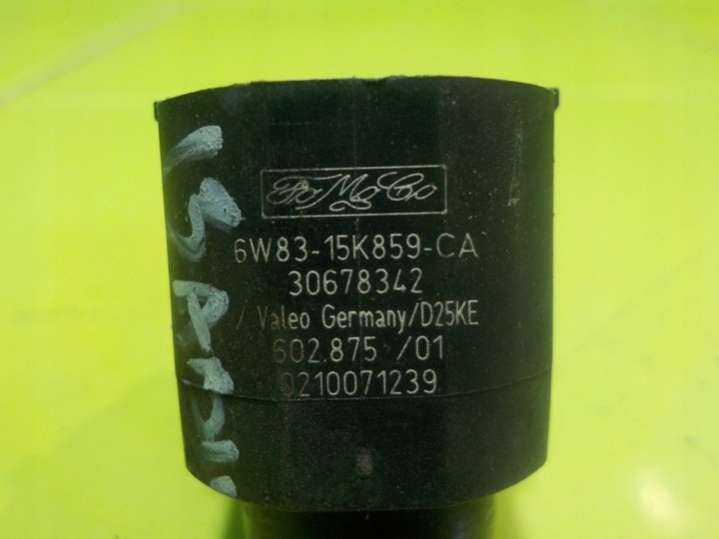 FoMoCo
6W83-15K859-CA
30678342
/ Valeo Germany/D25KE
602.875 /01
0210071239